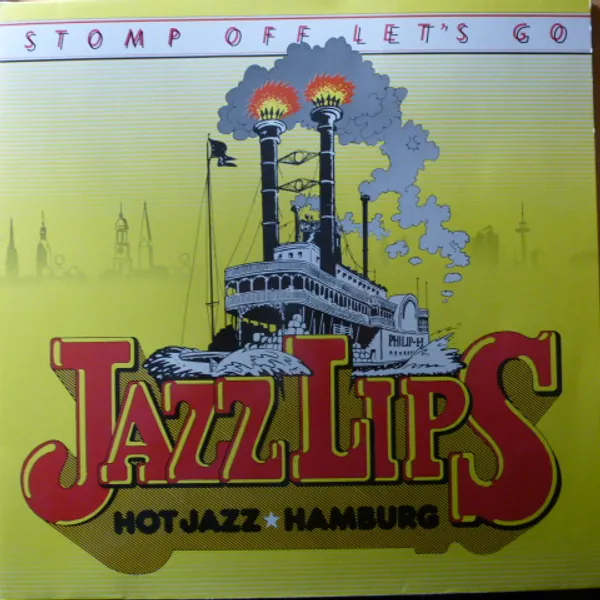 STOMP OFF LET'S GO
PHILIP-H
JAZZ LIPS
HOT JAZZ ★ HAMBURG